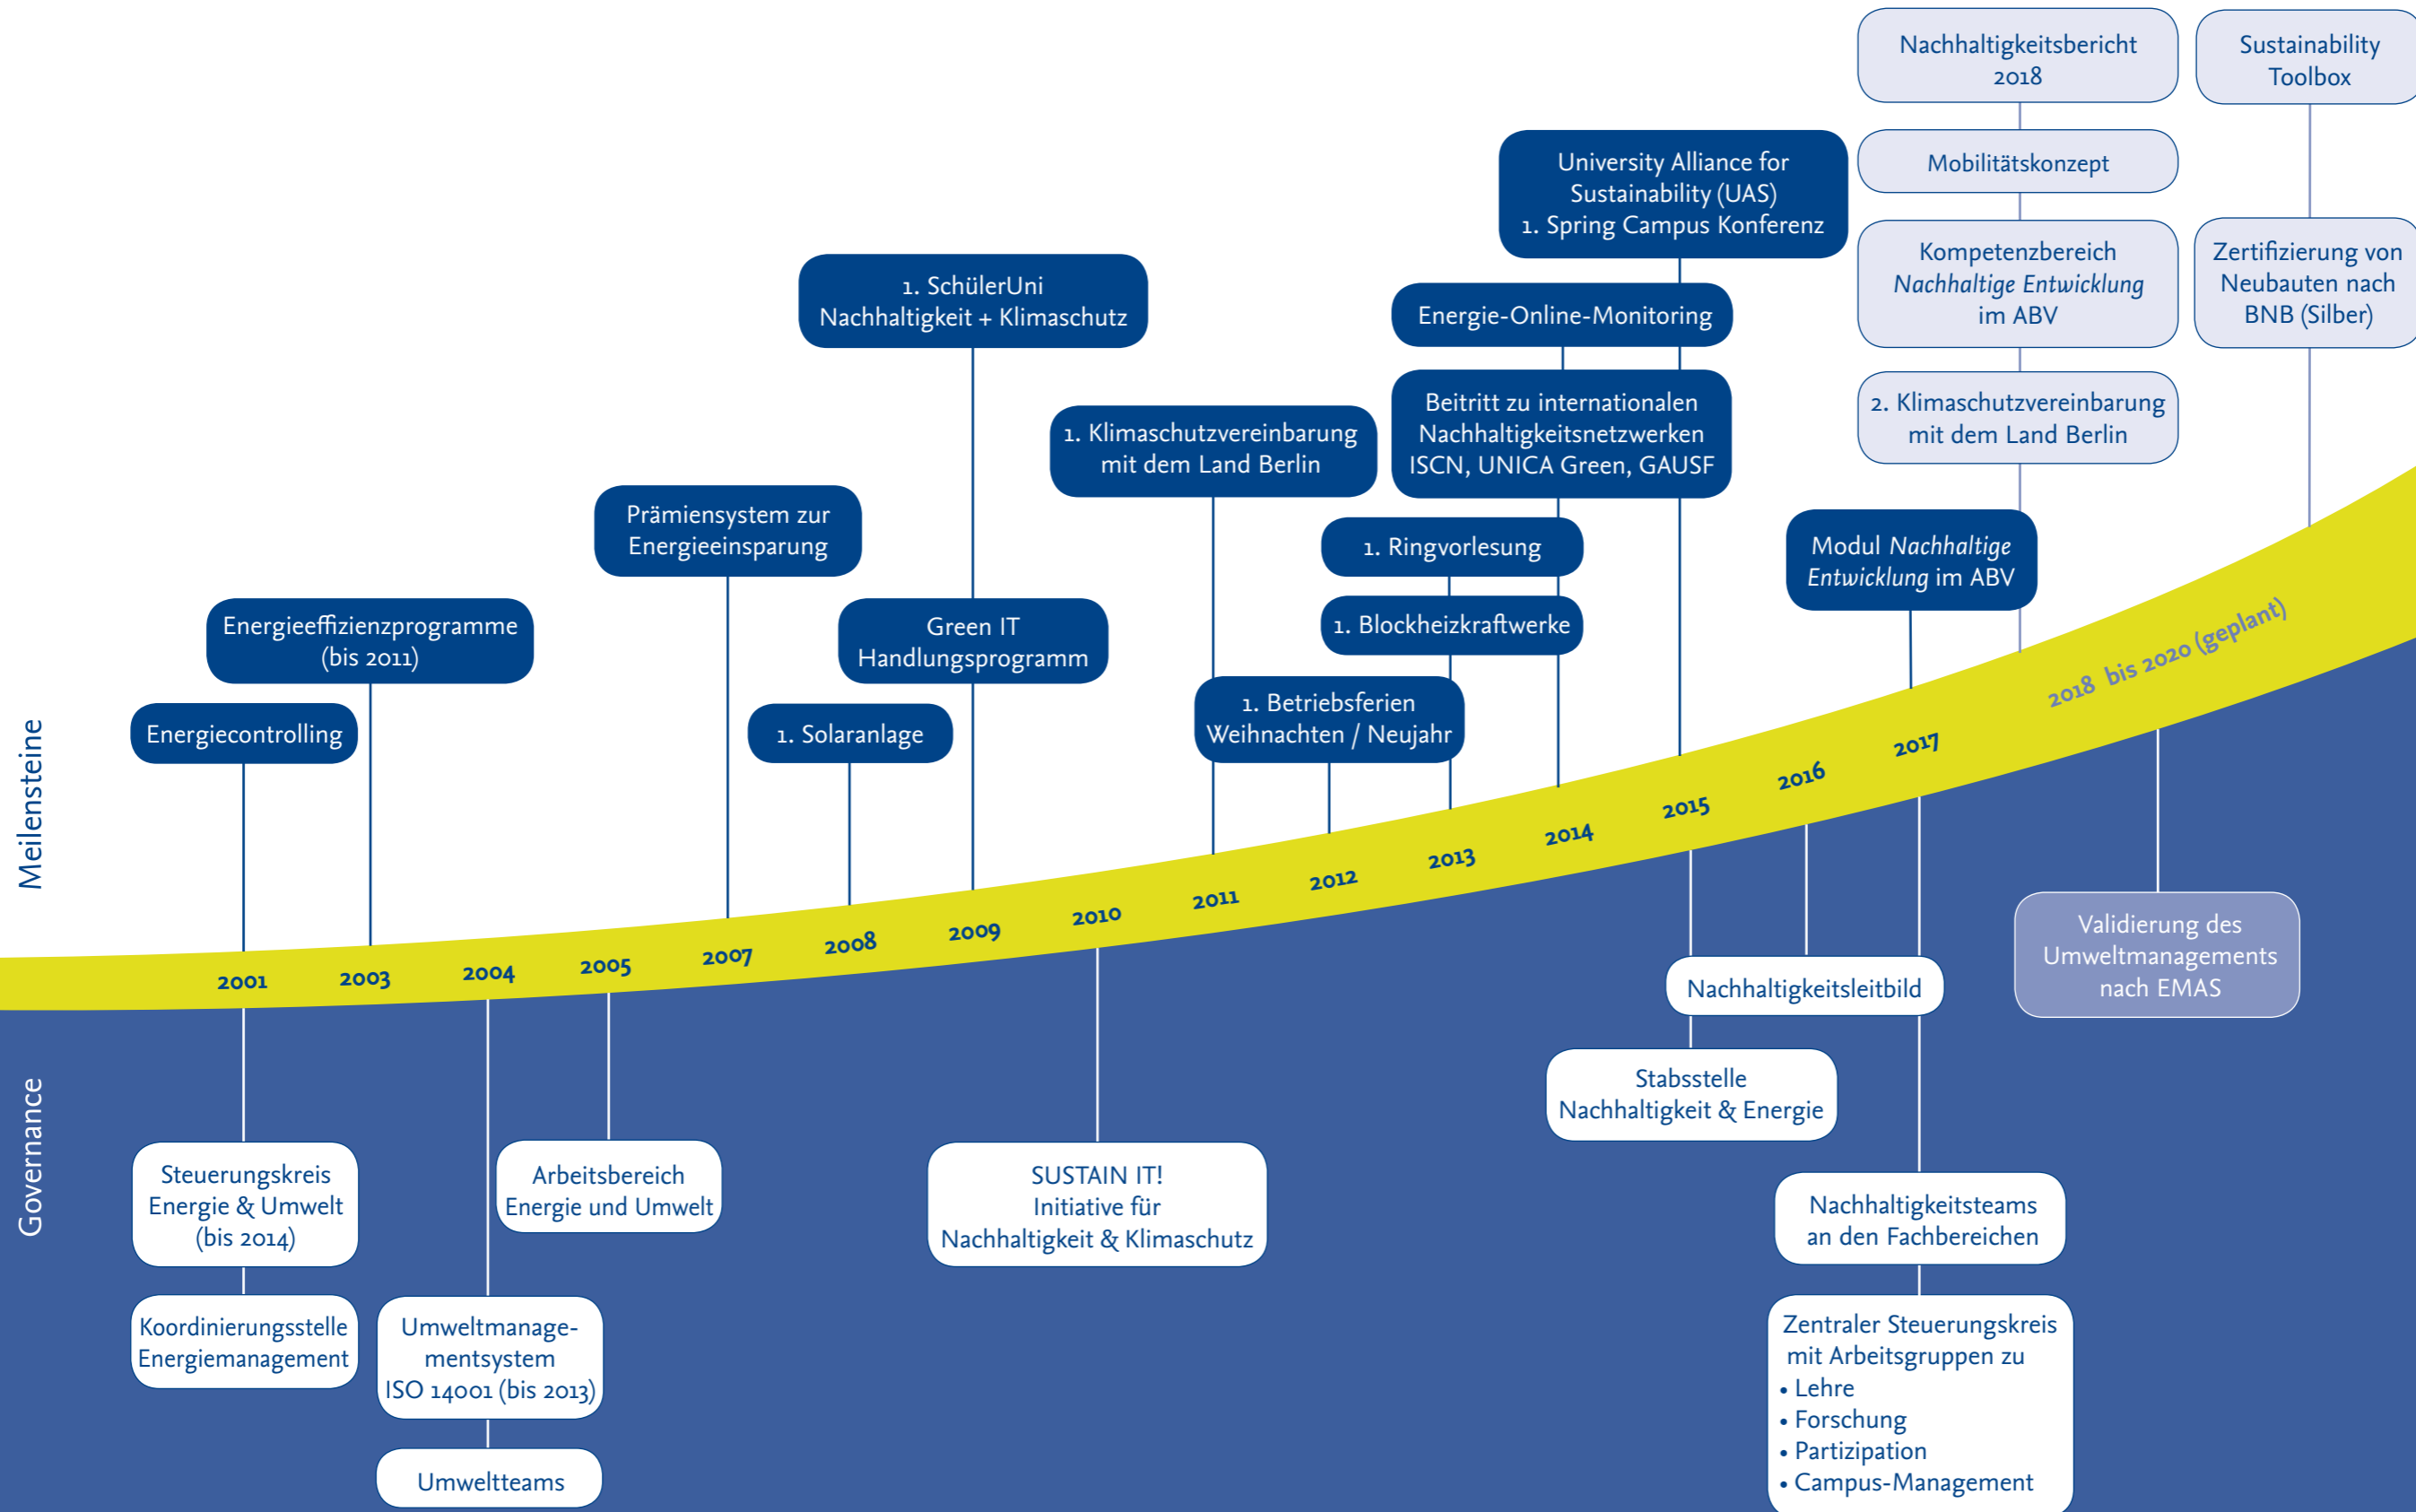 Nachhaltigkeitsbericht
2018
Sustainability
Toolbox
Mobilitätskonzept
University Alliance for
Sustainability (UAS)
1. Spring Campus Konferenz
Kompetenzbereich
Nachhaltige Entwicklung
im ABV
Zertifizierung von
Neubauten nach
BNB (Silber)
1. SchülerUni
Nachhaltigkeit + Klimaschutz
Energie-Online-Monitoring
Beitritt zu internationalen
Nachhaltigkeitsnetzwerken
ISCN, UNICA Green, GAUSF
2. Klimaschutzvereinbarung
mit dem Land Berlin
1. Klimaschutzvereinbarung
mit dem Land Berlin
Prämiensystem zur
Energieeinsparung
1. Ringvorlesung
Modul Nachhaltige
Entwicklung im ABV
Energieeffizienzprogramme
(bis 2011)
Green IT
Handlungsprogramm
1. Blockheizkraftwerke
1. Betriebsferien
Weihnachten / Neujahr
Energiecontrolling
1. Solaranlage
Meilensteine
2001
2003
2004
2005
2007
2008
2009
2010
2011
2012
2013
2014
2015
2016
2017
2018 bis 2020 (geplant)
Governance
Validierung des
Umweltmanagements
nach EMAS
Nachhaltigkeitsleitbild
Stabsstelle
Nachhaltigkeit & Energie
Steuerungskreis
Energie & Umwelt
(bis 2014)
Arbeitsbereich
Energie und Umwelt
SUSTAIN IT!
Initiative für
Nachhaltigkeit & Klimaschutz
Nachhaltigkeitsteams
an den Fachbereichen
Koordinierungsstelle
Energiemanagement
Umweltmanage-
mentsystem
ISO 14001 (bis 2013)
Umweltteams
Zentraler Steuerungskreis
mit Arbeitsgruppen zu
• Lehre
• Forschung
• Partizipation
• Campus-Management